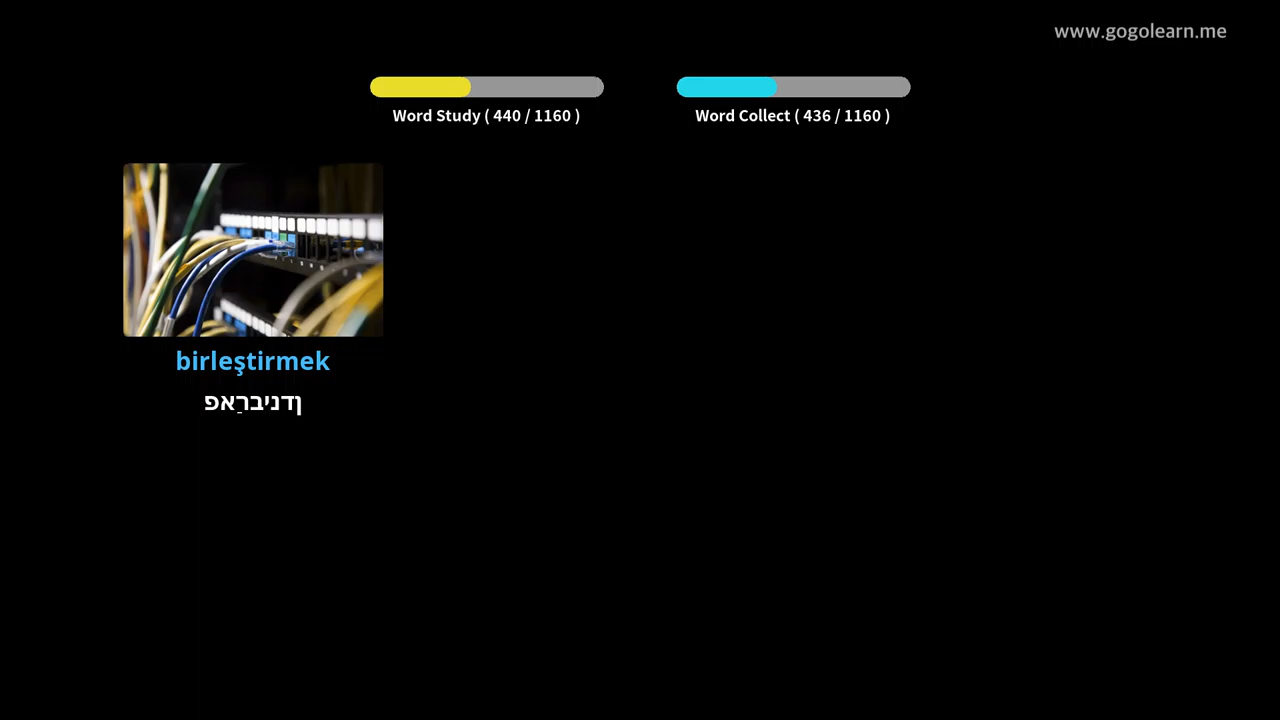 www.gogolearn.me
Word Study ( 440 / 1160 )
Word Collect ( 436 / 1160 )
birleştirmek
פאַרבינדן